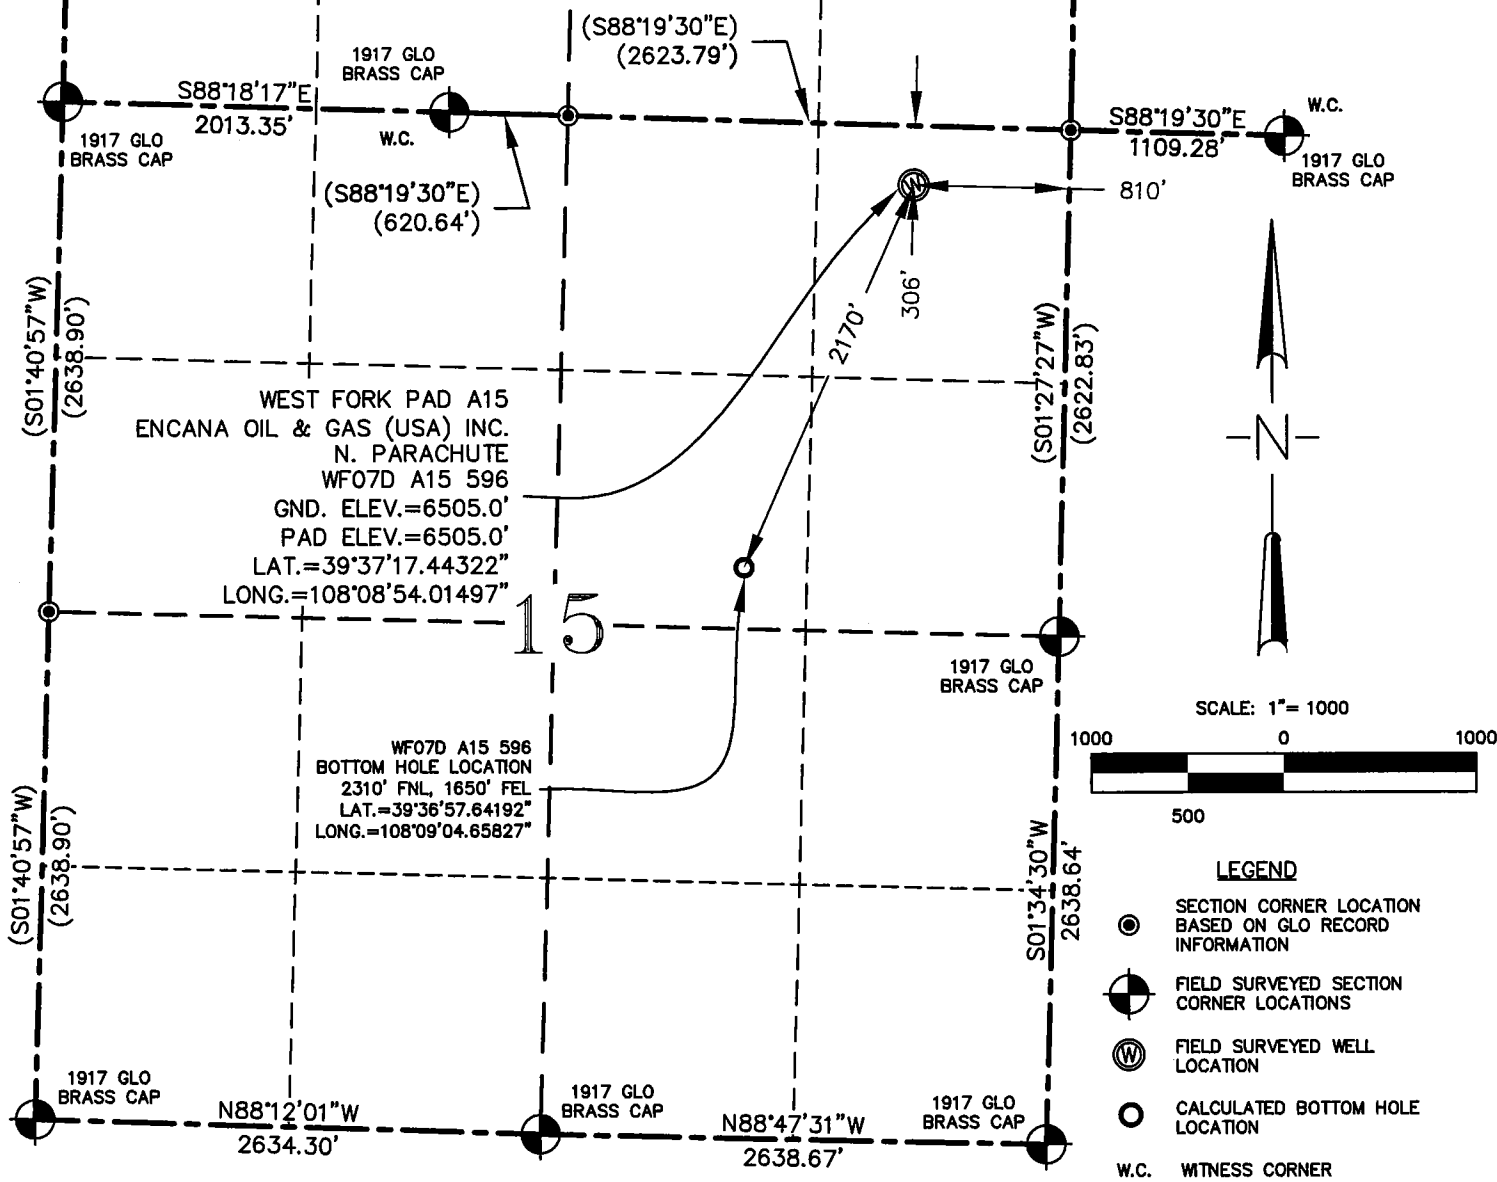 (S88°19'30"E)
(2623.79')
1917 GLO
BRASS CAP
S88°18'17"E
2013.35'
W.C.
1917 GLO
BRASS CAP
(S88°19'30"E)
(620.64')
S88°19'30"E
1109.28'
W.C.
1917 GLO
BRASS CAP
W
810'
306'
2170'
(S01°40'57"W)
(2638.90')
(S01°27'27"W)
(2622.83')
N
WEST FORK PAD A15
ENCANA OIL & GAS (USA) INC.
N. PARACHUTE
WF07D A15 596
GND. ELEV.=6505.0'
PAD ELEV.=6505.0'
LAT.=39°37'17.44322"
LONG.=108°08'54.01497"
15
1917 GLO
BRASS CAP
WF07D A15 596
BOTTOM HOLE LOCATION
2310' FNL, 1650' FEL
LAT.=39°36'57.64192"
LONG.=108°09'04.65827"
(S01°40'57"W)
(2638.90')
S01°34'30"W
2638.64'
1917 GLO
BRASS CAP
N88°12'01"W
2634.30'
1917 GLO
BRASS CAP
N88°47'31"W
2638.67'
1917 GLO
BRASS CAP
SCALE: 1"= 1000
1000 0 1000
500
LEGEND
SECTION CORNER LOCATION
BASED ON GLO RECORD
INFORMATION
FIELD SURVEYED SECTION
CORNER LOCATIONS
W
FIELD SURVEYED WELL
LOCATION
CALCULATED BOTTOM HOLE
LOCATION
W.C. WITNESS CORNER